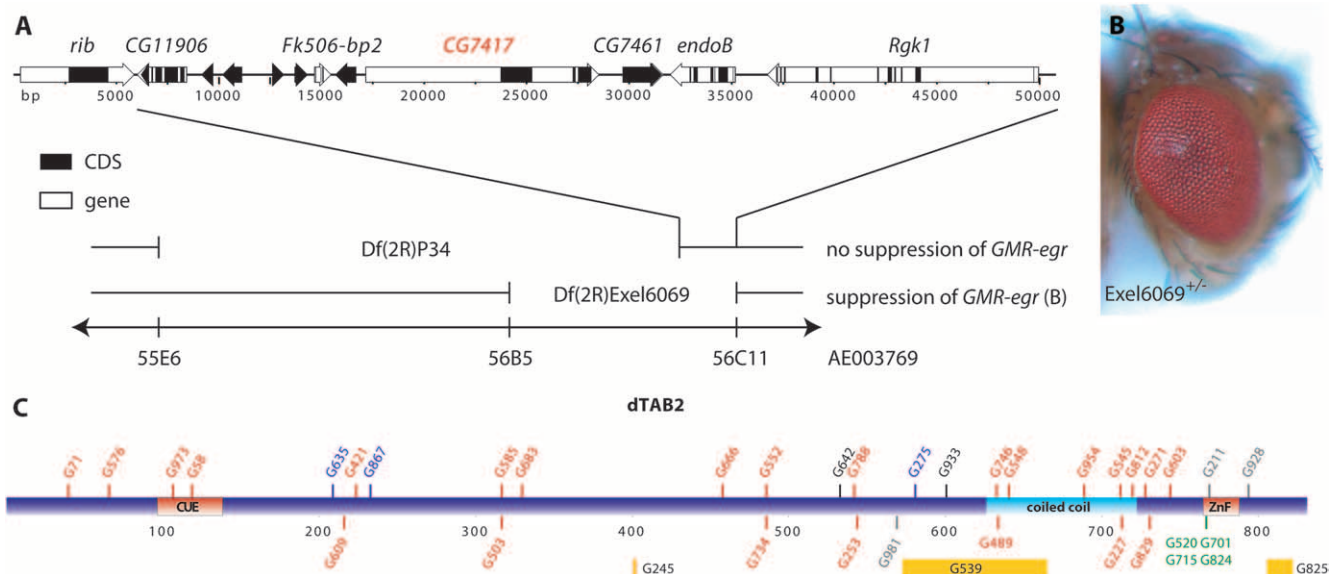 A
B
rib CG11906 Fk506-bp2 CG7417 CG7461 endoB Rgk1
bp 5000 10000 15000 20000 25000 30000 35000 40000 45000 50000
CDS
gene
Df(2R)P34 no suppression of GMR-egr
Df(2R)Exel6069 suppression of GMR-egr (B)
55E6 56B5 56C11 AE003769
Exel6069+/-
C
dTAB2
G71 G576 G973 G58 G635 G421 G867 G585 G683 G666 G552 G642 G788 G275 G933 G746 G548 G954 G545 G812 G271 G603 G211 G928
CUE coiled coil ZnF
100 200 300 400 500 600 700 800
G609 G503 G734 G253 G981 G489 G227 G829 G520 G701
G715 G824
G245 G539 G825